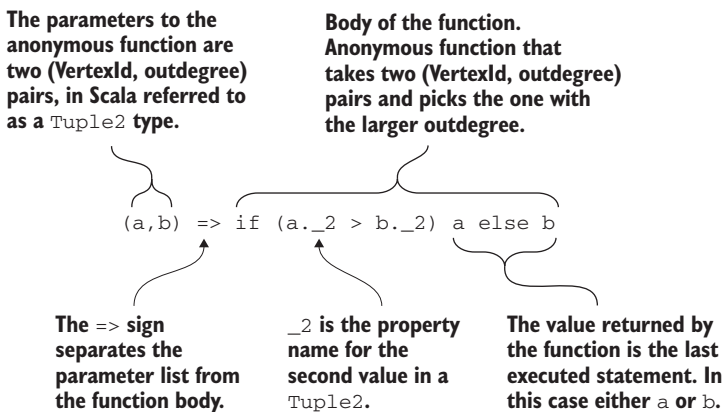 The parameters to the
anonymous function are
two (VertexId, outdegree)
pairs, in Scala referred to
as a Tuple2 type.
Body of the function.
Anonymous function that
takes two (VertexId, outdegree)
pairs and picks the one with
the larger outdegree.
(a,b) => if (a._2 > b._2) a else b
The => sign
separates the
parameter list from
the function body.
_2 is the property
name for the
second value in a
Tuple2.
The value returned by
the function is the last
executed statement. In
this case either a or b.